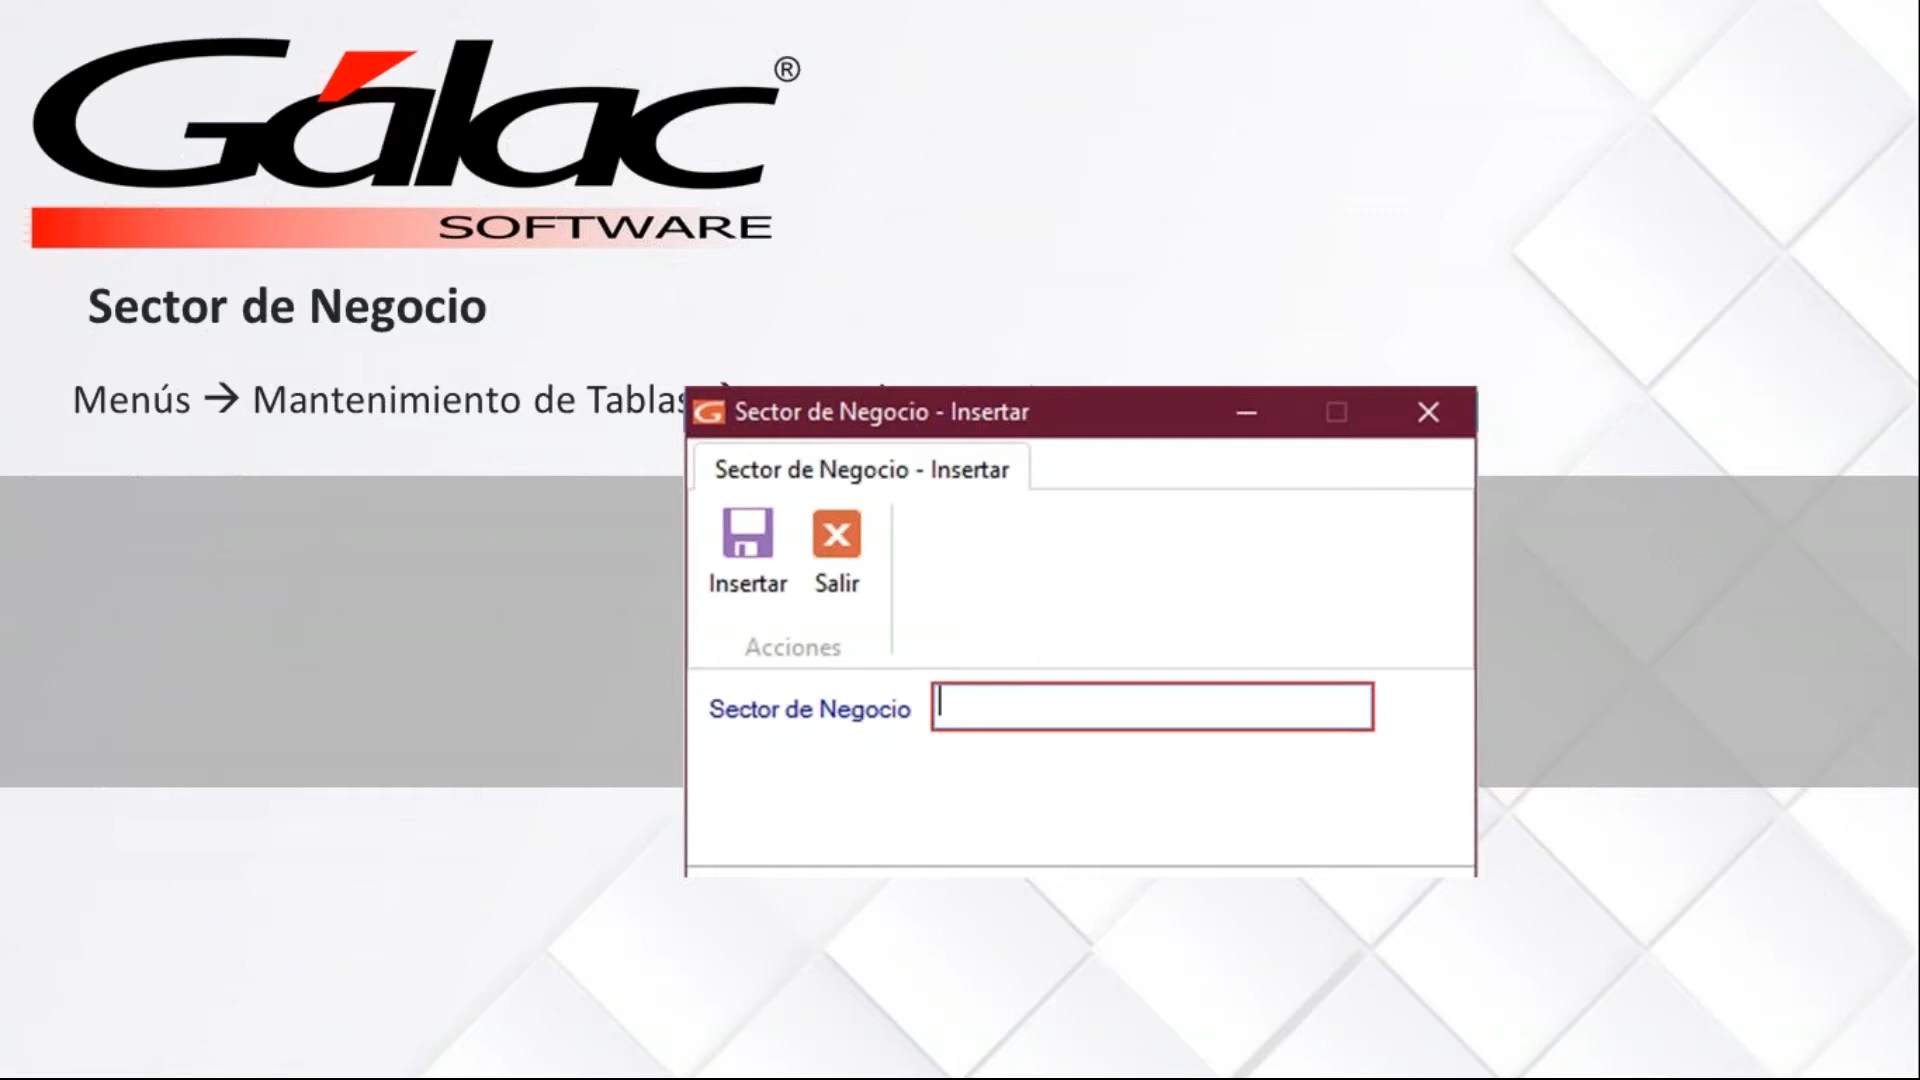 Gálac®
SOFTWARE
Sector de Negocio
Menús → Mantenimiento de Tablas
Sector de Negocio - Insertar
Sector de Negocio - Insertar
Insertar Salir
Acciones
Sector de Negocio